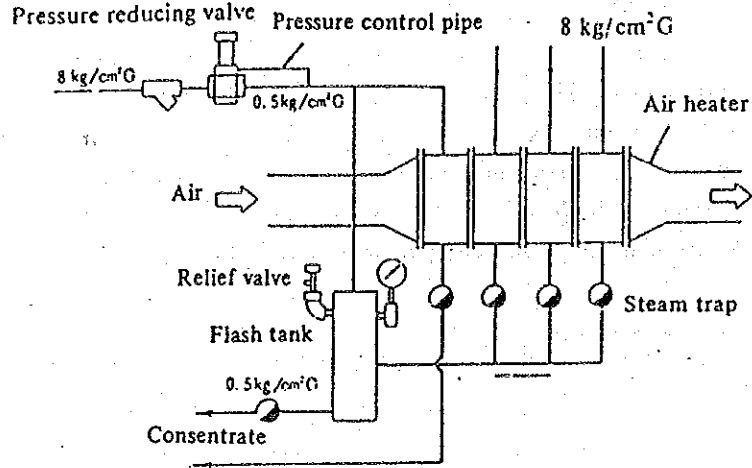 Pressure reducing valve
Pressure control pipe
8 kg/cm²G
8 kg/cm²G
0.5kg/cm²G
Air heater
Air
Relief valve
Flash tank
Steam trap
0.5kg/cm²G
Consentrate